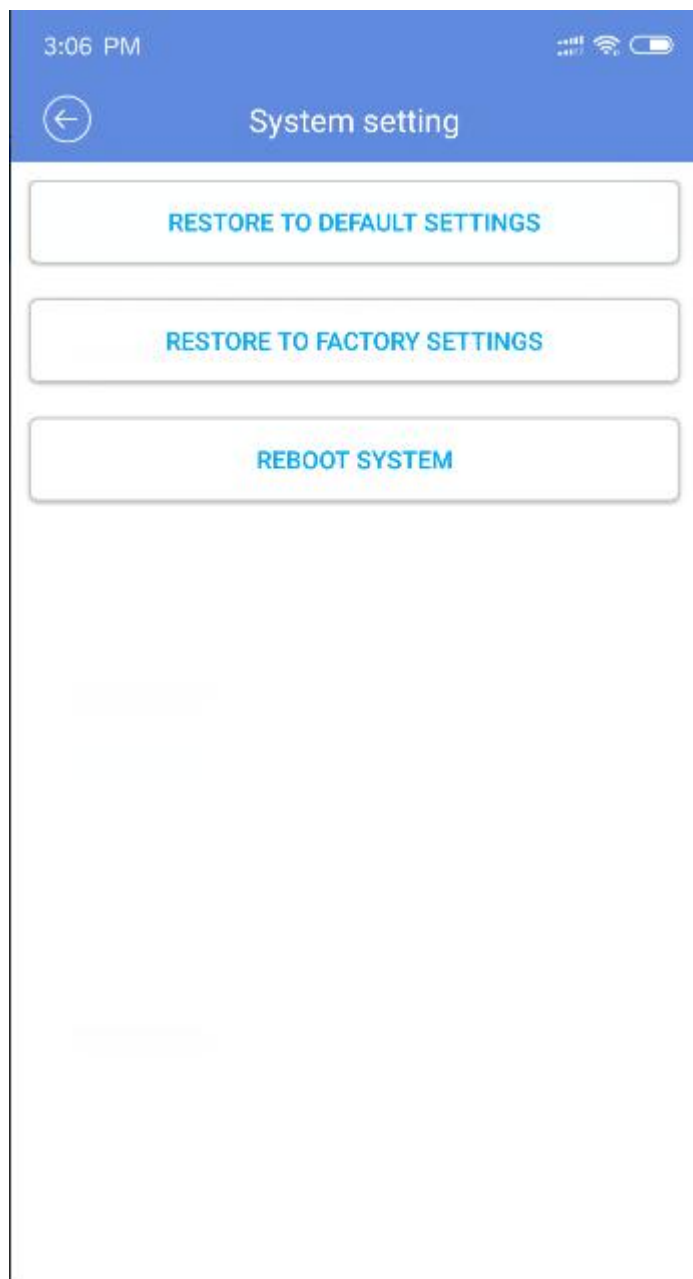 3:06 PM
System setting
RESTORE TO DEFAULT SETTINGS
RESTORE TO FACTORY SETTINGS
REBOOT SYSTEM